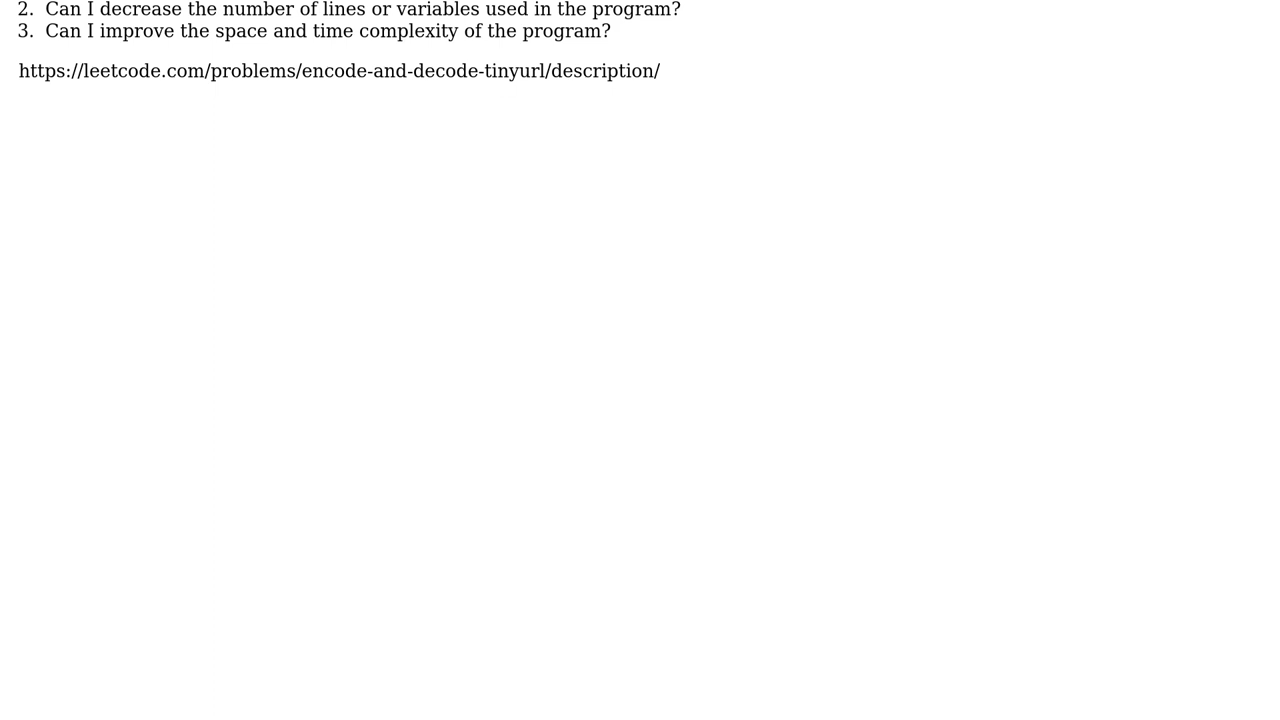 2. Can I decrease the number of lines or variables used in the program?
3. Can I improve the space and time complexity of the program?
https://leetcode.com/problems/encode-and-decode-tinyurl/description/